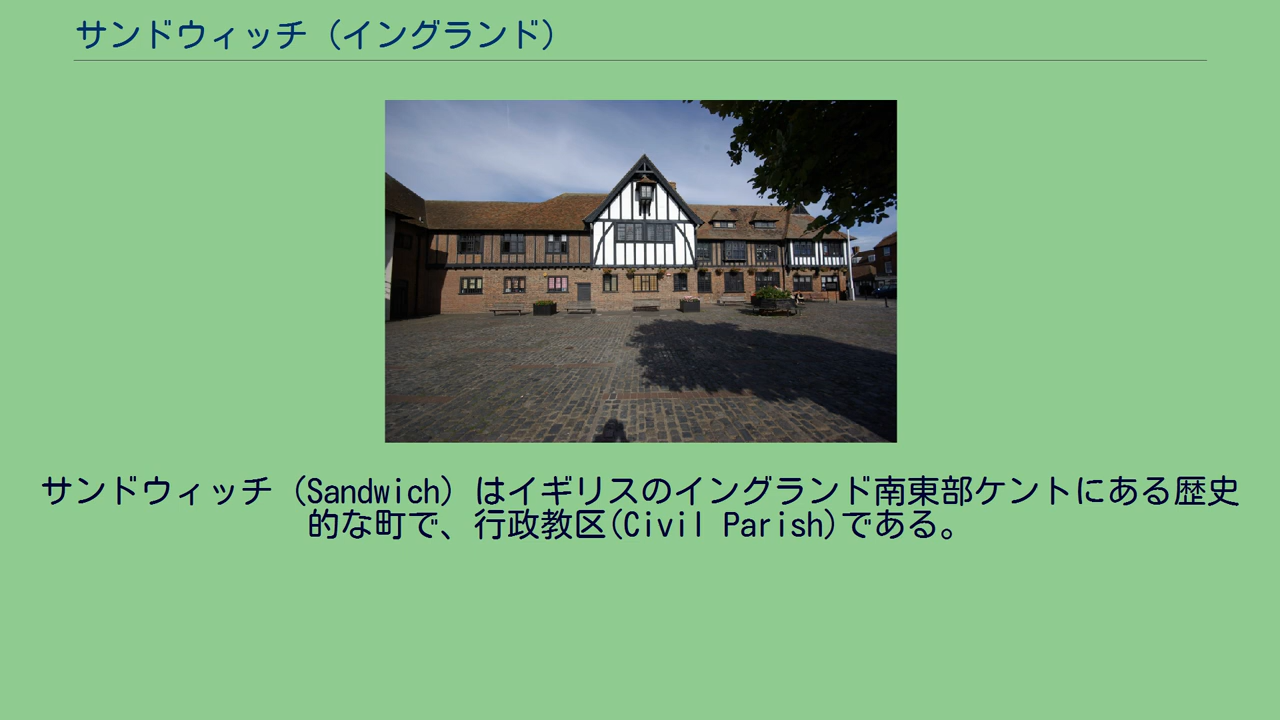 サンドウィッチ（イングランド）
サンドウィッチ（Sandwich）はイギリスのイングランド南東部ケントにある歴史
的な町で、行政教区(Civil Parish)である。